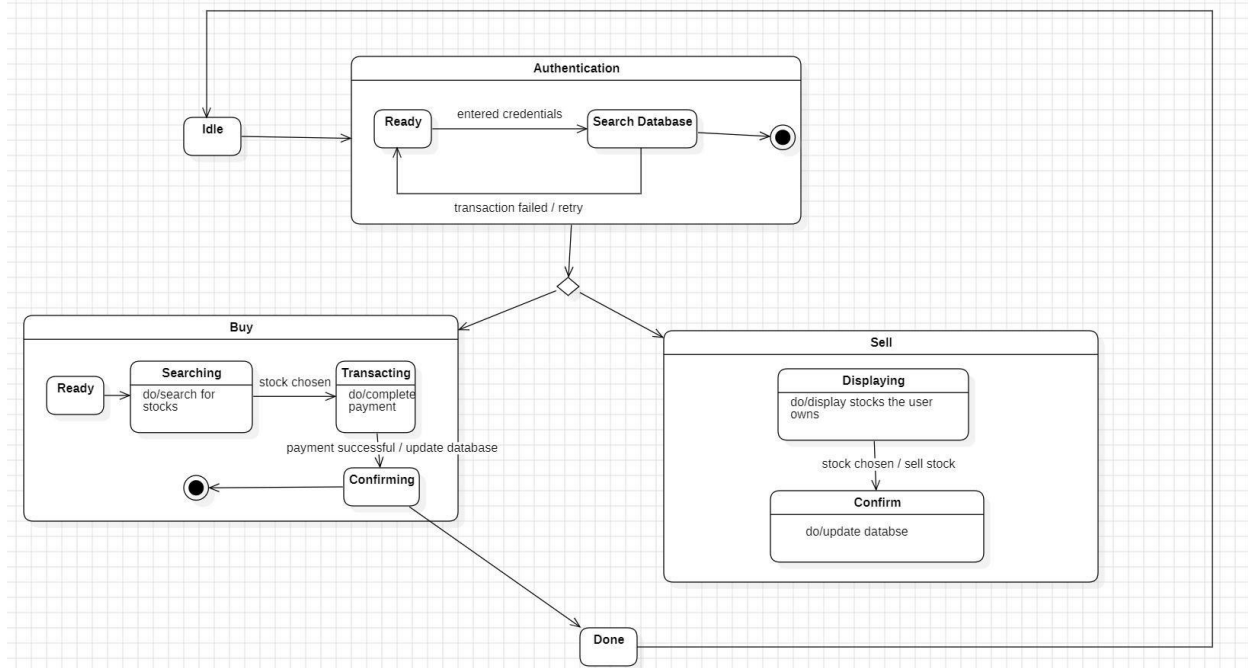 Authentication
Idle
Ready
entered credentials
Search Database
transaction failed / retry
Buy
Ready
Searching
do/search for
stocks
stock chosen
Transacting
do/complete
payment
payment successful / update database
Confirming
Sell
Displaying
do/display stocks the user
owns
stock chosen / sell stock
Confirm
do/update databse
Done